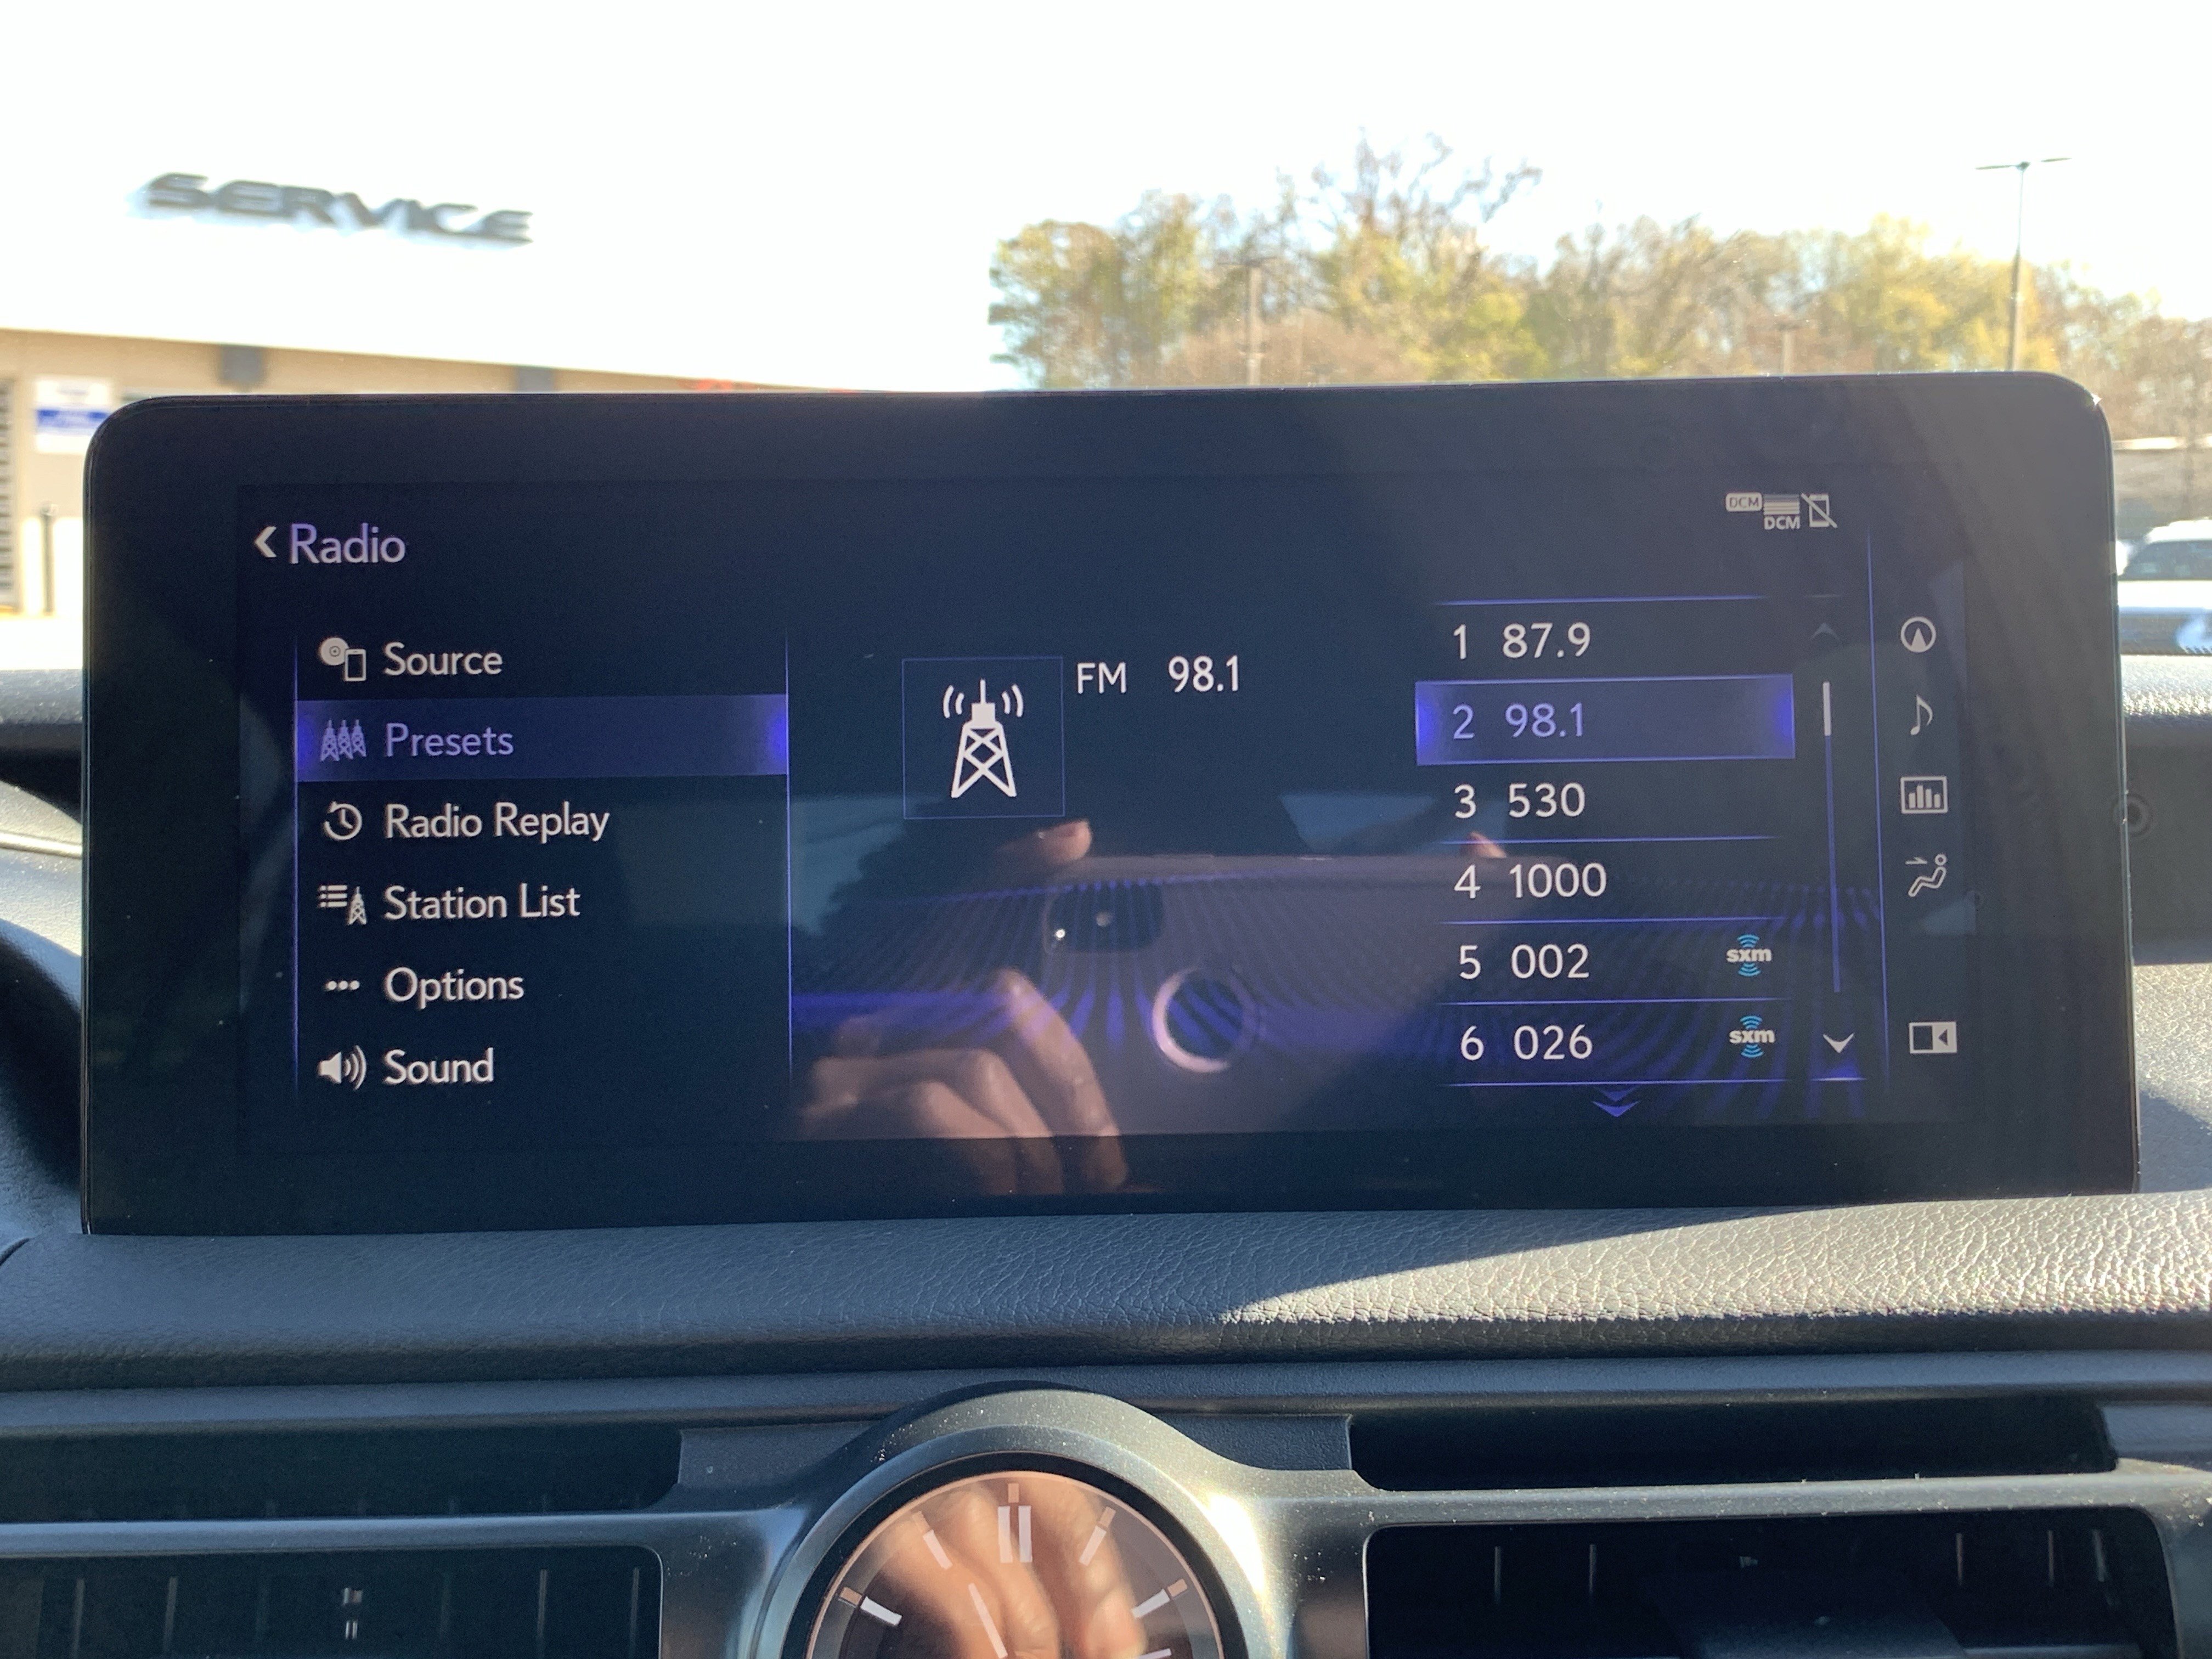 SERVICE
DCM
DCM
Radio
Source
Presets
Radio Replay
Station List
Options
Sound
FM 98.1
1 87.9
2 98.1
3 530
4 1000
5 002 sxm
6 026 sxm